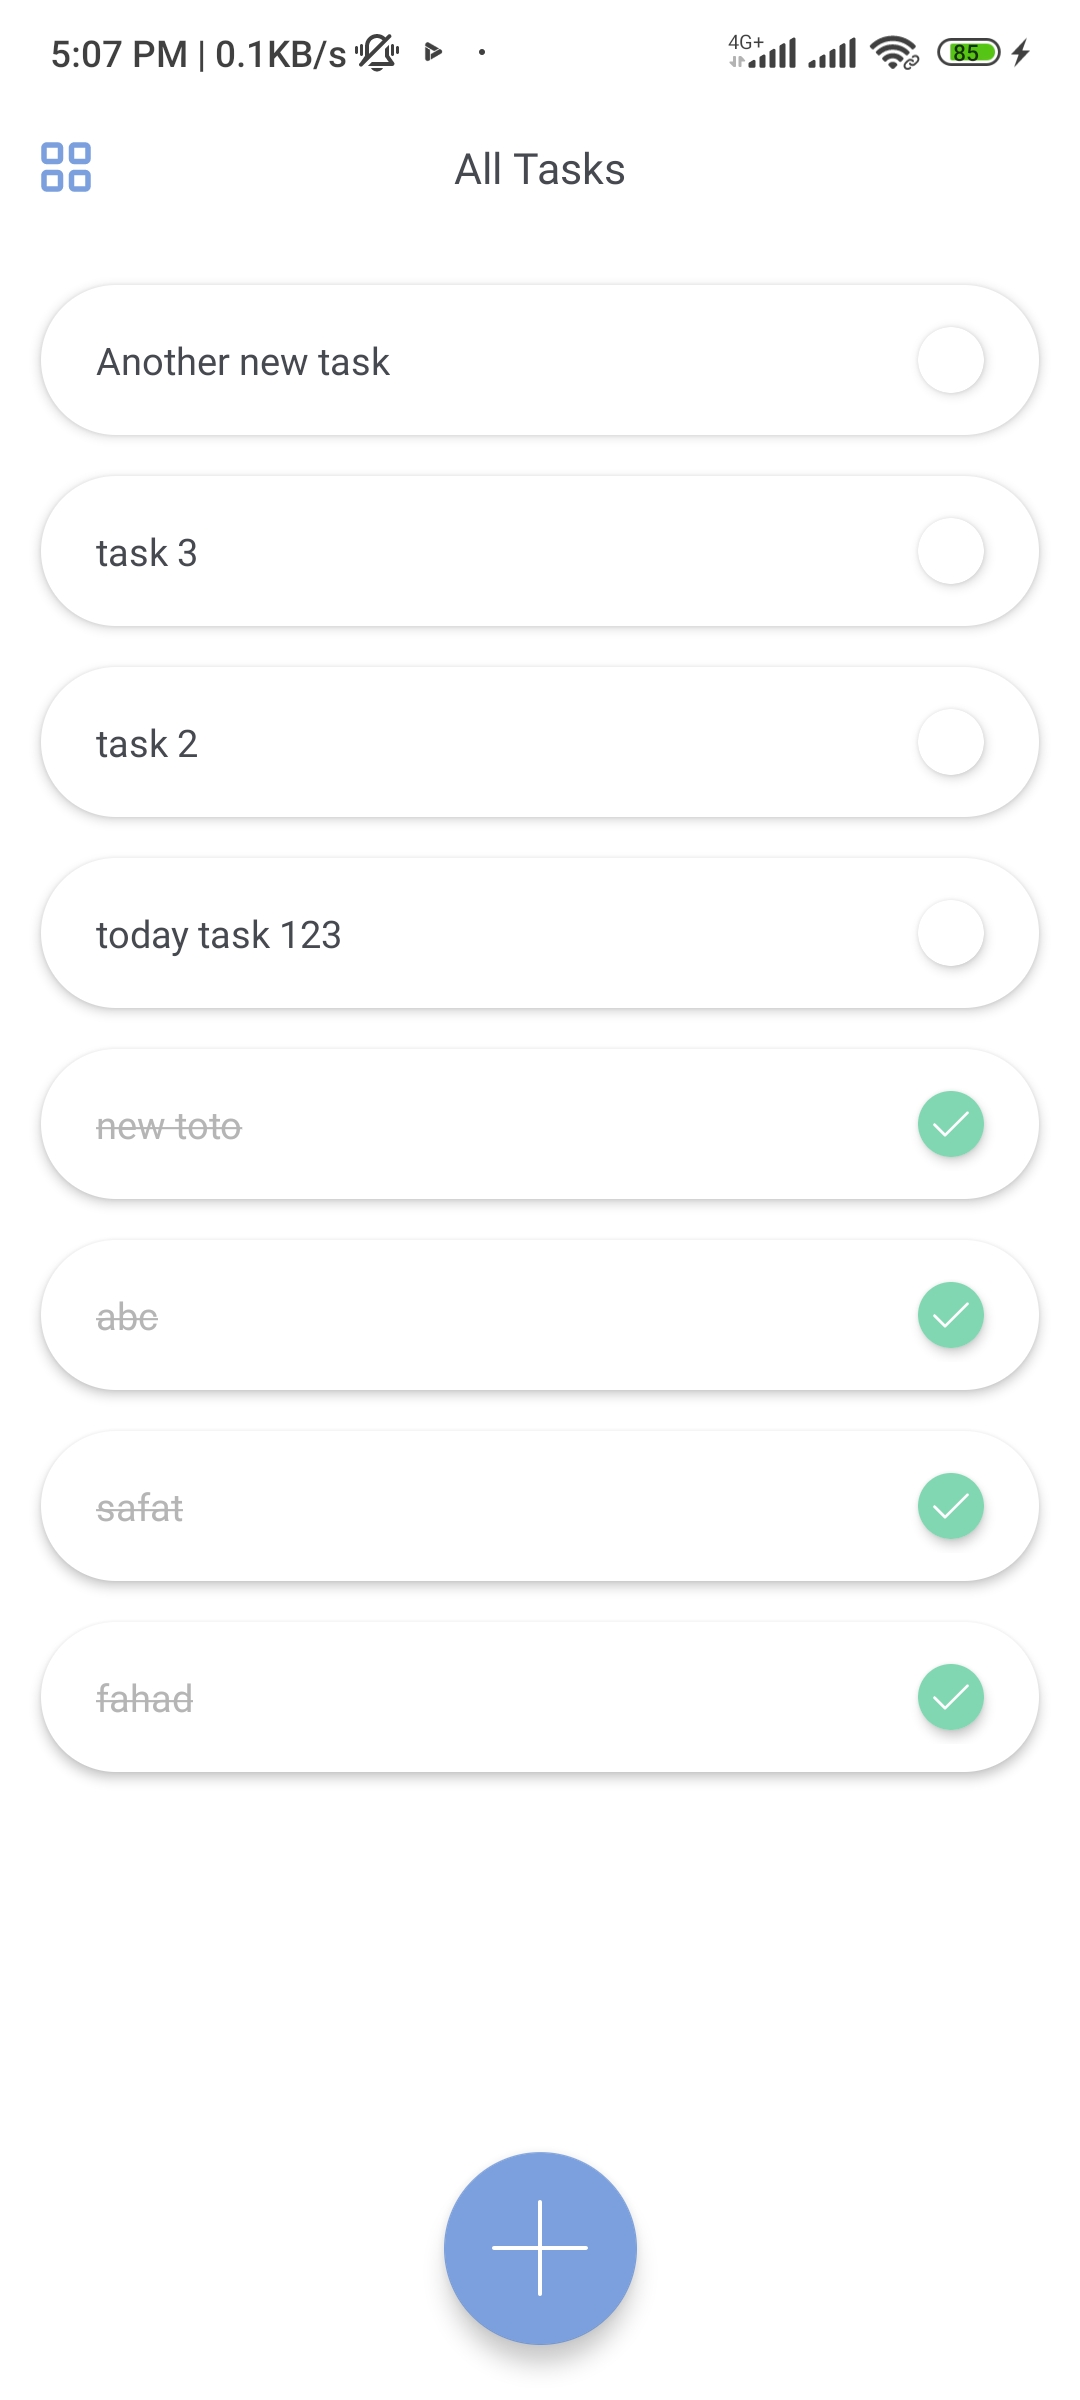 5:07 PM | 0.1KB/s
4G+
85
All Tasks
Another new task
task 3
task 2
today task 123
new toto
abc
safat
fahad